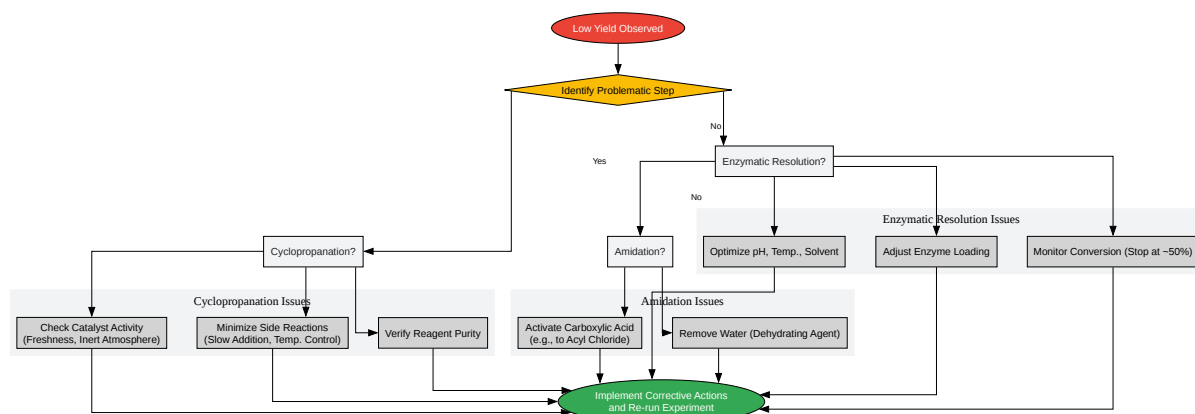 Low Yield Observed
Identify Problematic Step
No
Yes
Enzymatic Resolution?
No
Enzymatic Resolution Issues
Cyclopropanation?
Amidation?
Optimize pH, Temp., Solvent
Adjust Enzyme Loading
Monitor Conversion (Stop at ~50%)
Cyclopropanation Issues
Amidation Issues
Check Catalyst Activity
(Freshness, Inert Atmosphere)
Minimize Side Reactions
(Slow Addition, Temp. Control)
Verify Reagent Purity
Activate Carboxylic Acid
(e.g., to Acyl Chloride)
Remove Water (Dehydrating Agent)
Implement Corrective Actions
and Re-run Experiment